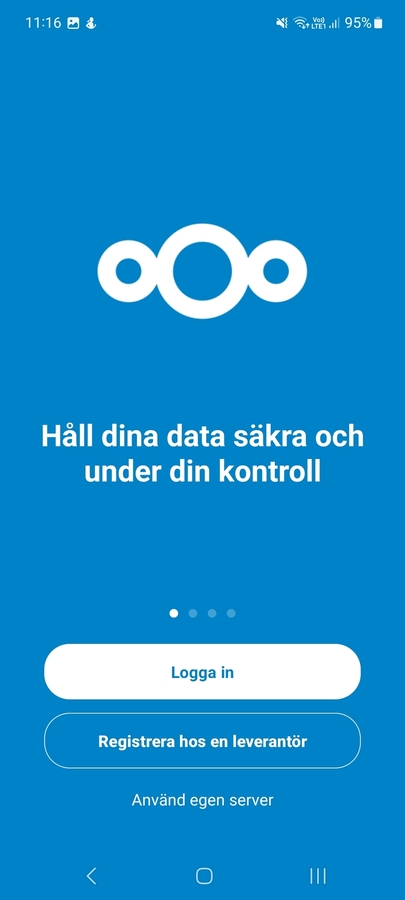 11:16
Vo)) LTE1 95%
Håll dina data säkra och
under din kontroll
Logga in
Registrera hos en leverantör
Använd egen server